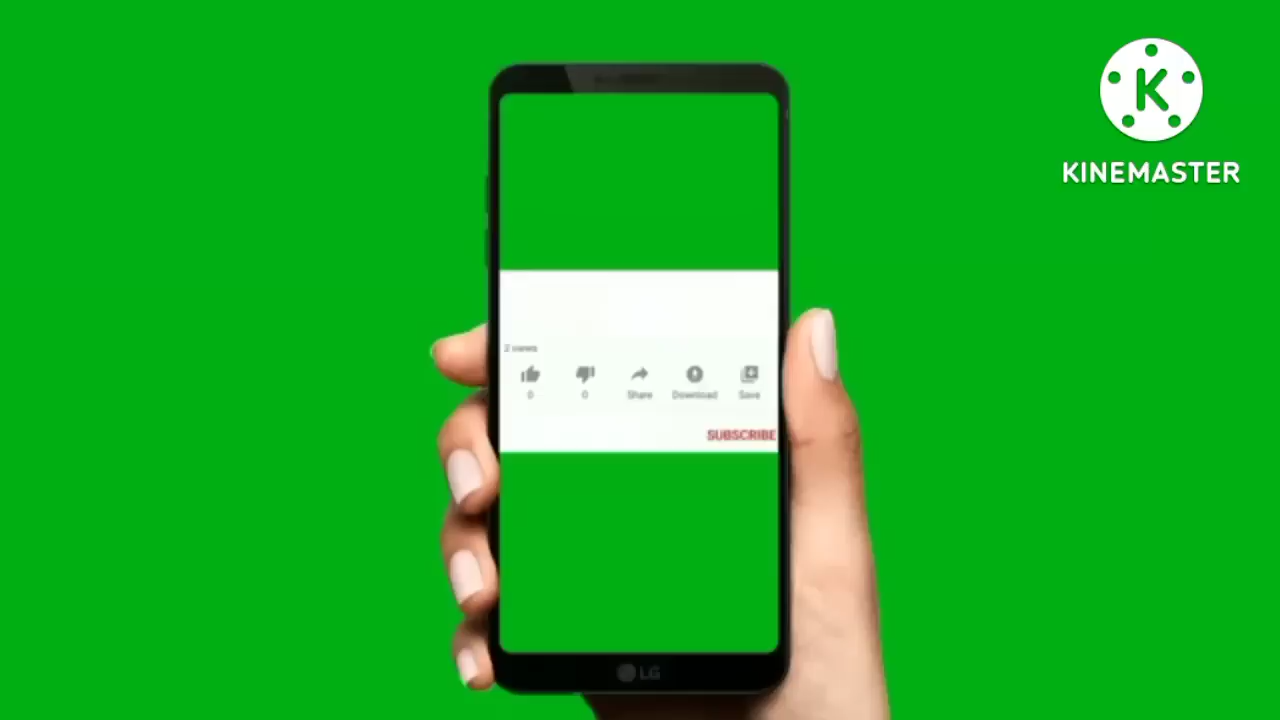 K
KINEMASTER
2 views
0 0 Share Download Save
SUBSCRIBE
LG